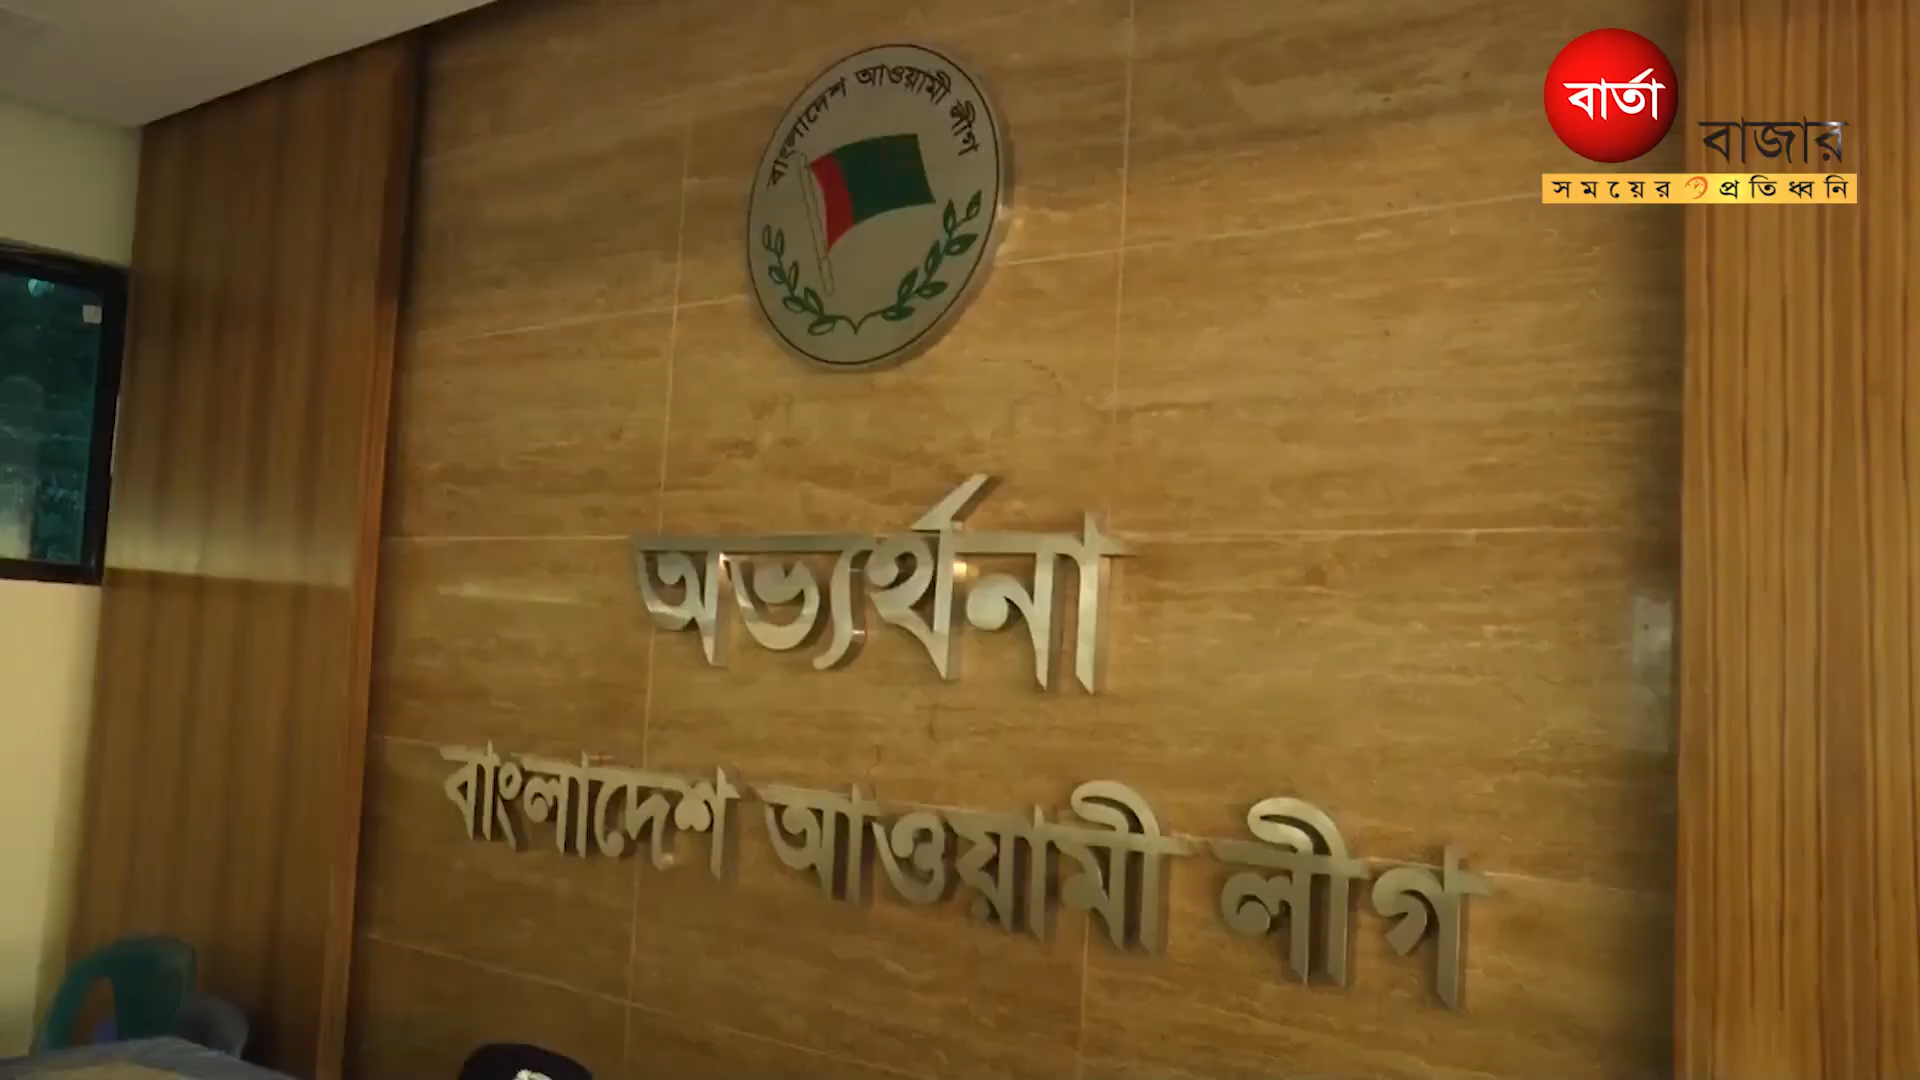 বাংলাদেশ আওয়ামী লীগ
বার্তা
বাজার
সময়ের প্রতিধ্বনি
অভ্যর্থনা
বাংলাদেশ আওয়ামী লীগ